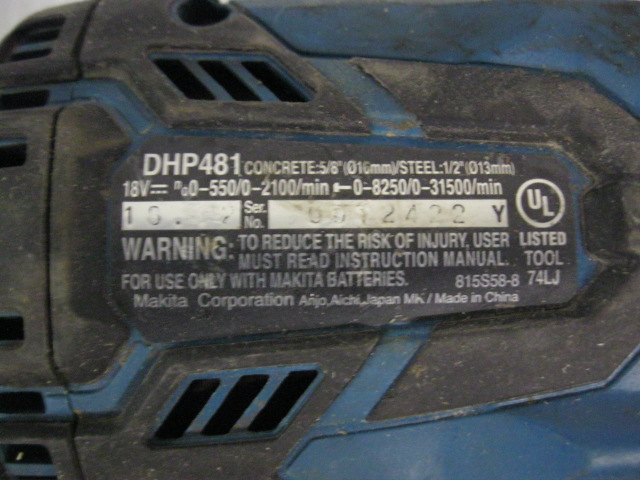 DHP481 CONCRETE:5/8"(Ø16mm)/STEEL:1/2"(Ø13mm)
18V⎓ n₀0-550/0-2100/min 0-8250/0-31500/min
Ser. No. Y
UL
WARNING: TO REDUCE THE RISK OF INJURY, USER MUST READ INSTRUCTION MANUAL.
LISTED TOOL 74LJ
FOR USE ONLY WITH MAKITA BATTERIES. 815S58-8
Makita Corporation Anjo,Aichi,Japan MK / Made in China